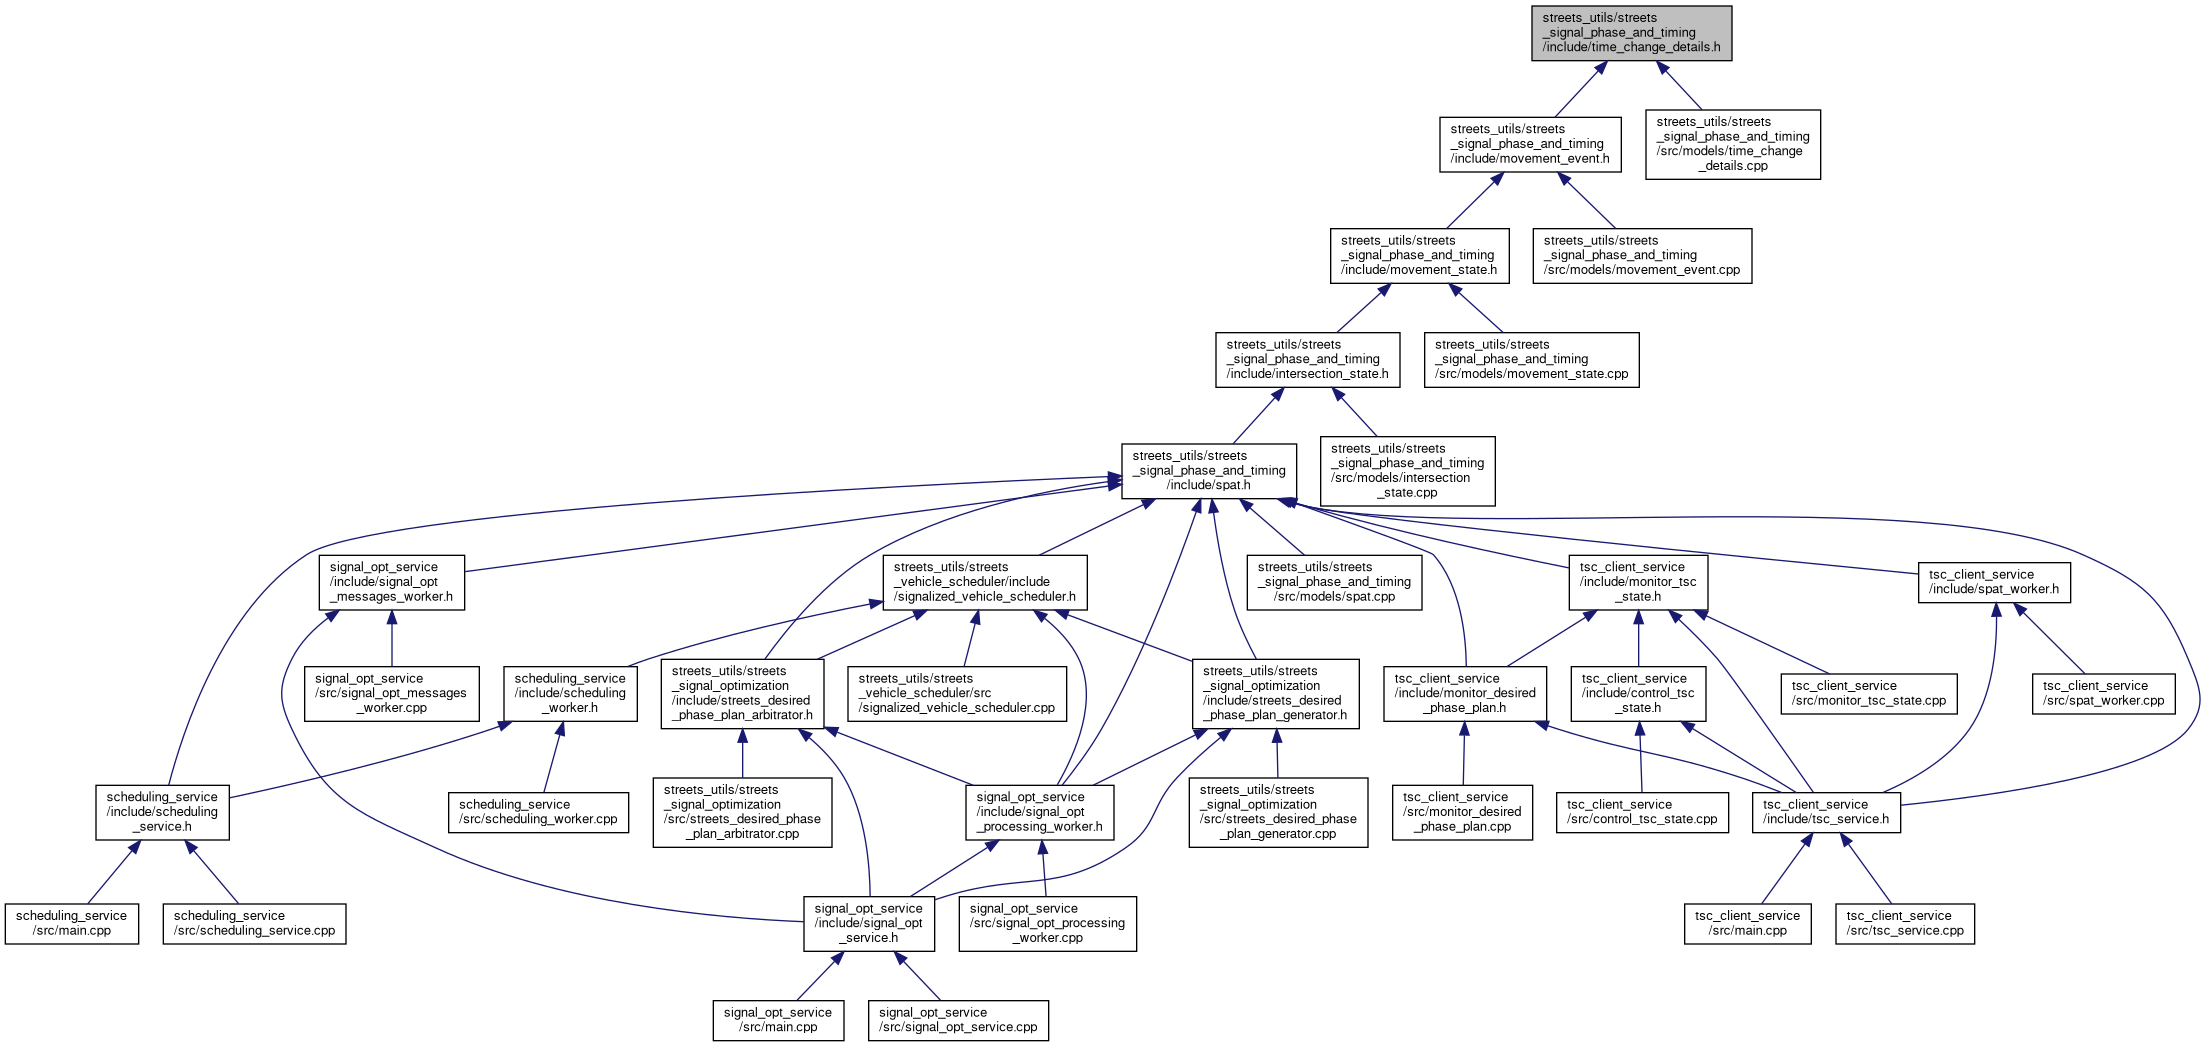 streets_utils/streets
_signal_phase_and_timing
/include/time_change_details.h
streets_utils/streets
_signal_phase_and_timing
/include/movement_event.h
streets_utils/streets
_signal_phase_and_timing
/src/models/time_change
_details.cpp
streets_utils/streets
_signal_phase_and_timing
/include/movement_state.h
streets_utils/streets
_signal_phase_and_timing
/src/models/movement_event.cpp
streets_utils/streets
_signal_phase_and_timing
/include/intersection_state.h
streets_utils/streets
_signal_phase_and_timing
/src/models/movement_state.cpp
streets_utils/streets
_signal_phase_and_timing
/include/spat.h
streets_utils/streets
_signal_phase_and_timing
/src/models/intersection
_state.cpp
signal_opt_service
/include/signal_opt
_messages_worker.h
streets_utils/streets
_vehicle_scheduler/include
/signalized_vehicle_scheduler.h
streets_utils/streets
_signal_phase_and_timing
/src/models/spat.cpp
tsc_client_service
/include/monitor_tsc
_state.h
tsc_client_service
/include/spat_worker.h
signal_opt_service
/src/signal_opt_messages
_worker.cpp
scheduling_service
/include/scheduling
_worker.h
streets_utils/streets
_signal_optimization
/include/streets_desired
_phase_plan_arbitrator.h
streets_utils/streets
_vehicle_scheduler/src
/signalized_vehicle_scheduler.cpp
streets_utils/streets
_signal_optimization
/include/streets_desired
_phase_plan_generator.h
tsc_client_service
/include/monitor_desired
_phase_plan.h
tsc_client_service
/include/control_tsc
_state.h
tsc_client_service
/src/monitor_tsc_state.cpp
tsc_client_service
/src/spat_worker.cpp
scheduling_service
/include/scheduling
_service.h
scheduling_service
/src/scheduling_worker.cpp
streets_utils/streets
_signal_optimization
/src/streets_desired_phase
_plan_arbitrator.cpp
signal_opt_service
/include/signal_opt
_processing_worker.h
streets_utils/streets
_signal_optimization
/src/streets_desired_phase
_plan_generator.cpp
tsc_client_service
/src/monitor_desired
_phase_plan.cpp
tsc_client_service
/src/control_tsc_state.cpp
tsc_client_service
/include/tsc_service.h
scheduling_service
/src/main.cpp
scheduling_service
/src/scheduling_service.cpp
signal_opt_service
/include/signal_opt
_service.h
signal_opt_service
/src/signal_opt_processing
_worker.cpp
tsc_client_service
/src/main.cpp
tsc_client_service
/src/tsc_service.cpp
signal_opt_service
/src/main.cpp
signal_opt_service
/src/signal_opt_service.cpp